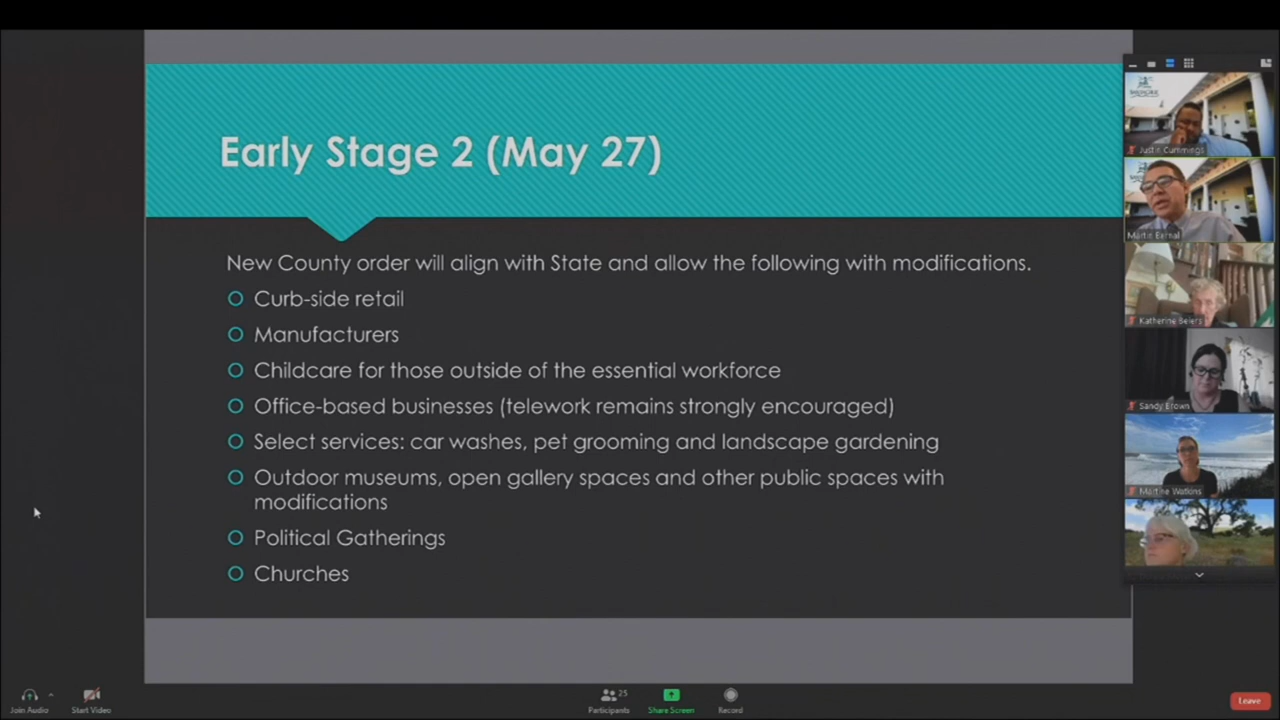 Early Stage 2 (May 27)
New County order will align with State and allow the following with modifications.
Curb-side retail
Manufacturers
Childcare for those outside of the essential workforce
Office-based businesses (telework remains strongly encouraged)
Select services: car washes, pet grooming and landscape gardening
Outdoor museums, open gallery spaces and other public spaces with
modifications
Political Gatherings
Churches
Justin Cummings
Martin Bernal
Katherine Beiers
Sandy Brown
Martine Watkins
Join Audio
Start Video
25
Participants
Share Screen
Record
Leave